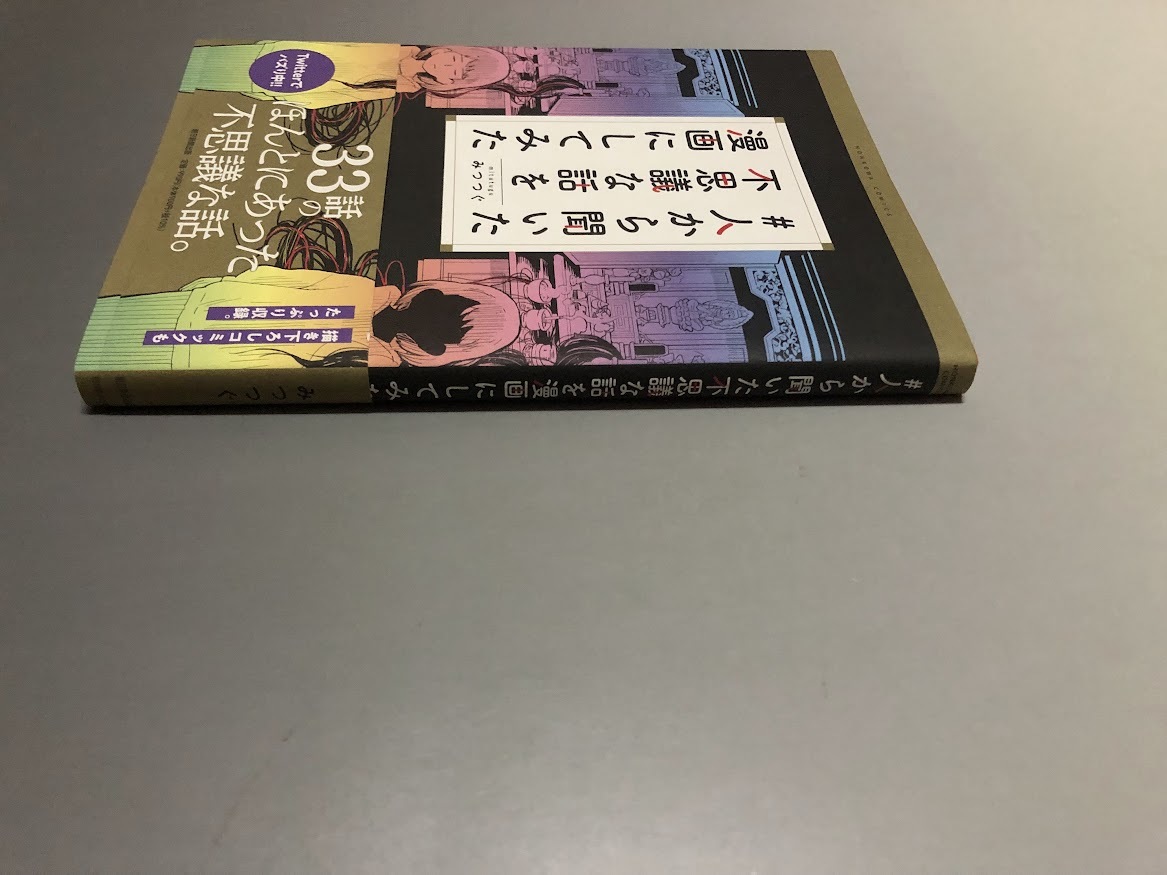 #人から聞いた
不思議な話を
漫画にしてみた
みつつぐ
mitsutsugu
HONKOWA COMICS
Twitterで
バズり中!!
33話の
ほんとにあった
不思議な話。
描き下ろしコミックも
たっぷり収録。
#人から聞いた不思議な話を漫画にしてみた
みつつぐ